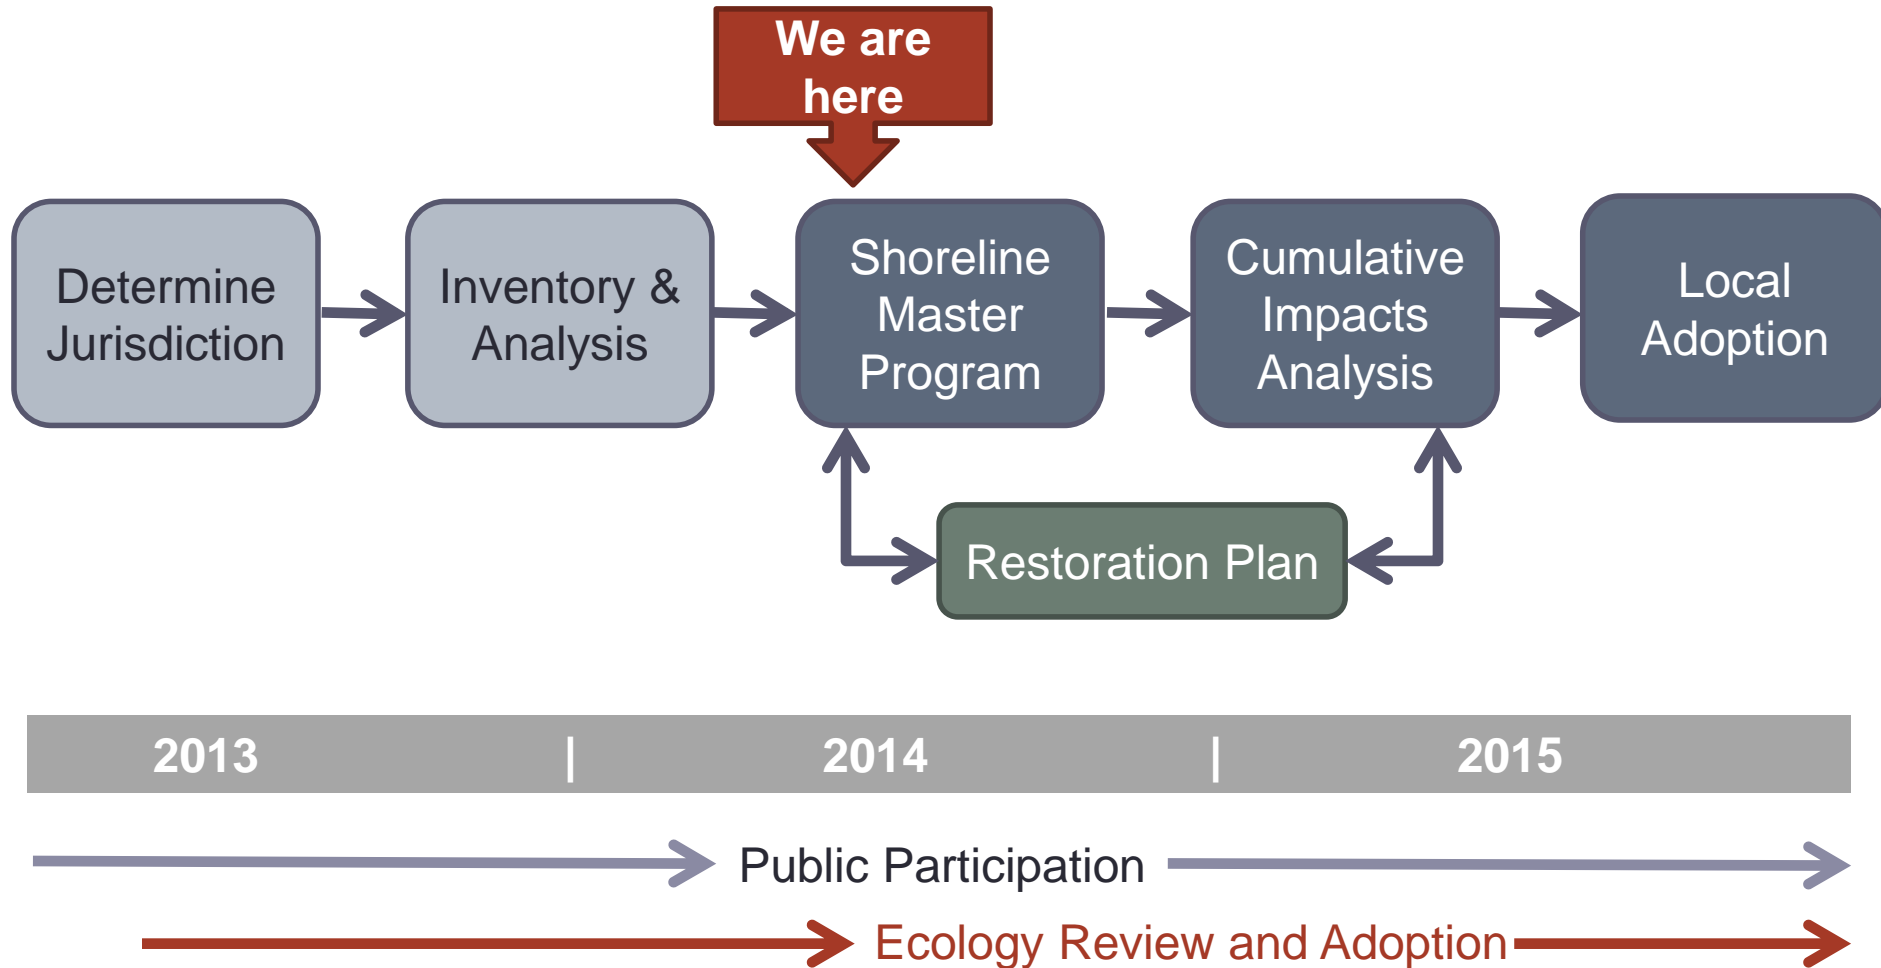 We are
here
Determine
Jurisdiction
Inventory &
Analysis
Shoreline
Master
Program
Cumulative
Impacts
Analysis
Local
Adoption
Restoration Plan
2013 | 2014 | 2015
Public Participation
Ecology Review and Adoption